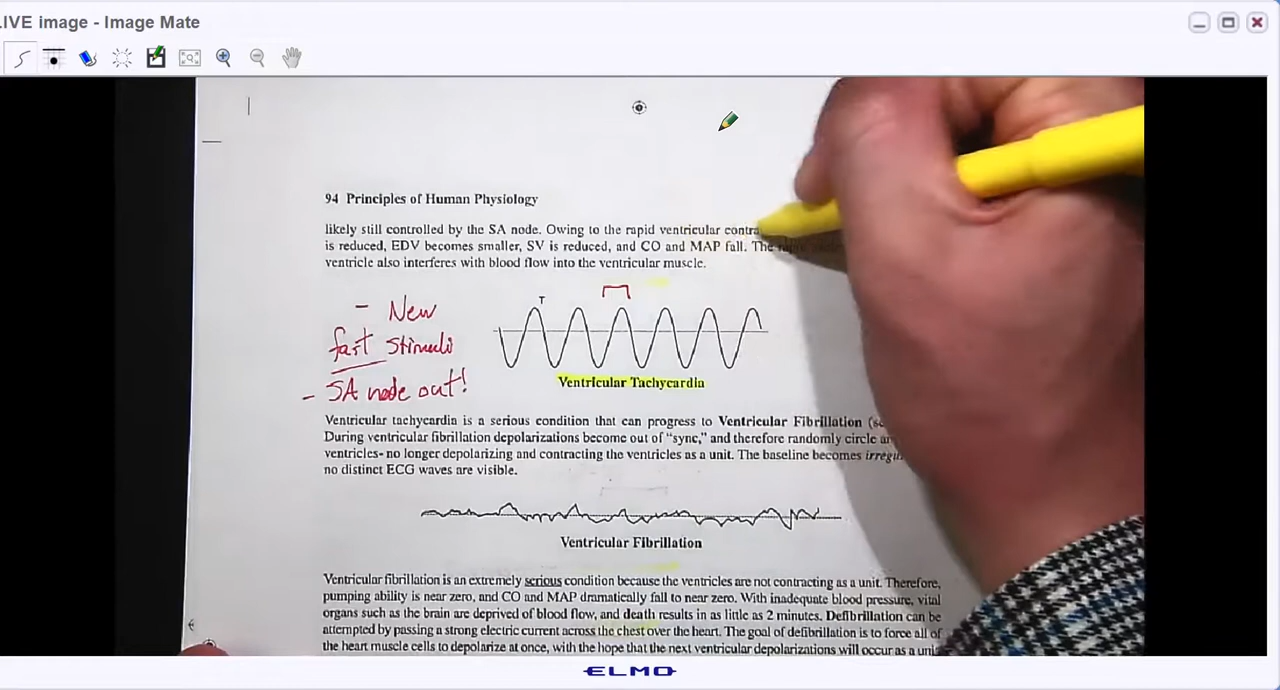 LIVE image - Image Mate
94 Principles of Human Physiology
likely still controlled by the SA node. Owing to the rapid ventricular contra
is reduced, EDV becomes smaller, SV is reduced, and CO and MAP fall. The
ventricle also interferes with blood flow into the ventricular muscle.
- New
fast stimuli
- SA node out!
T
Ventricular Tachycardia
Ventricular tachycardia is a serious condition that can progress to Ventricular Fibrillation
During ventricular fibrillation depolarizations become out of “sync,” and therefore randomly circle
ventricles- no longer depolarizing and contracting the ventricles as a unit. The baseline becomes irregu
no distinct ECG waves are visible.
Ventricular Fibrillation
Ventricular fibrillation is an extremely serious condition because the ventricles are not contracting as a unit. Therefore,
pumping ability is near zero, and CO and MAP dramatically fall to near zero. With inadequate blood pressure, vital
organs such as the brain are deprived of blood flow, and death results in as little as 2 minutes. Defibrillation can be
attempted by passing a strong electric current across the chest over the heart. The goal of defibrillation is to force all of
the heart muscle cells to depolarize at once, with the hope that the next ventricular depolarizations will occur as a unit
ELMO